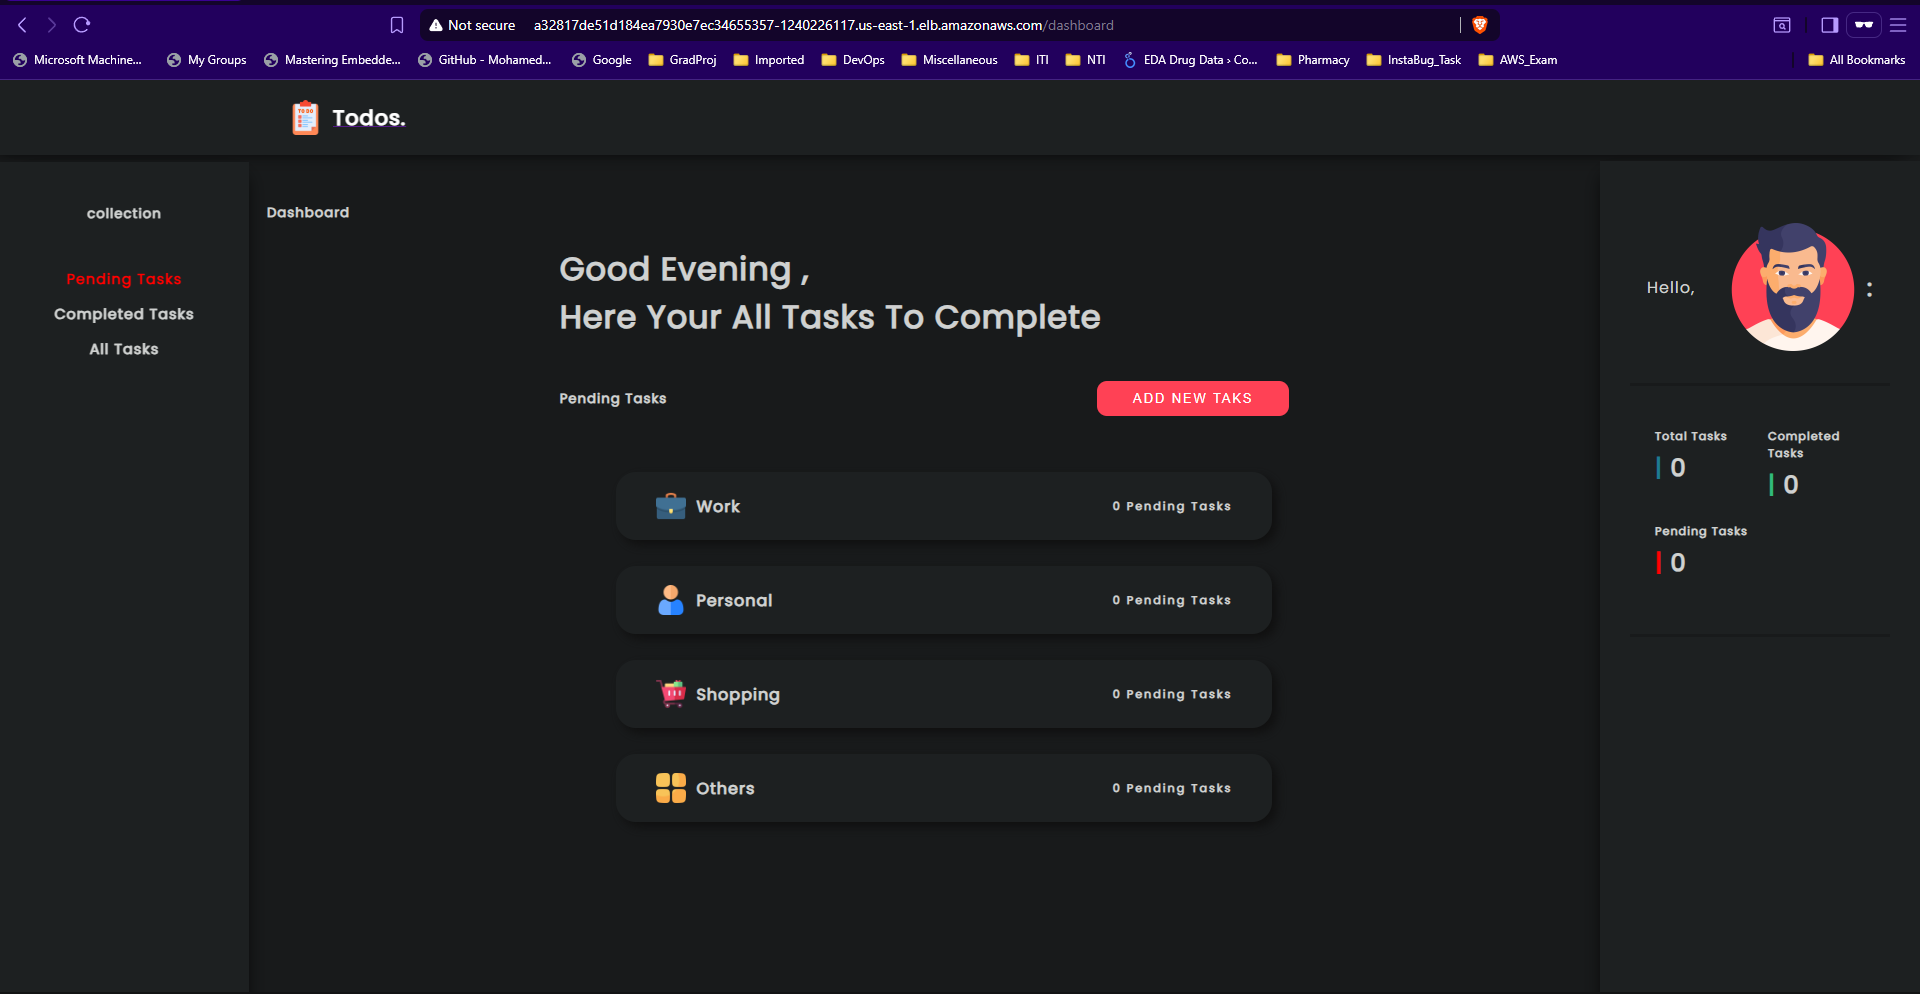 Not secure a32817de51d184ea7930e7ec34655357-1240226117.us-east-1.elb.amazonaws.com/dashboard
Microsoft Machine... My Groups Mastering Embedde... GitHub - Mohamed... Google GradProj Imported DevOps Miscellaneous ITI NTI EDA Drug Data › Co... Pharmacy InstaBug_Task AWS_Exam All Bookmarks
TO DO
Todos.
collection
Pending Tasks
Completed Tasks
All Tasks
Dashboard
Good Evening ,
Here Your All Tasks To Complete
Pending Tasks
ADD NEW TAKS
Work 0 Pending Tasks
Personal 0 Pending Tasks
Shopping 0 Pending Tasks
Others 0 Pending Tasks
Hello, :
Total Tasks
0
Completed
Tasks
0
Pending Tasks
0